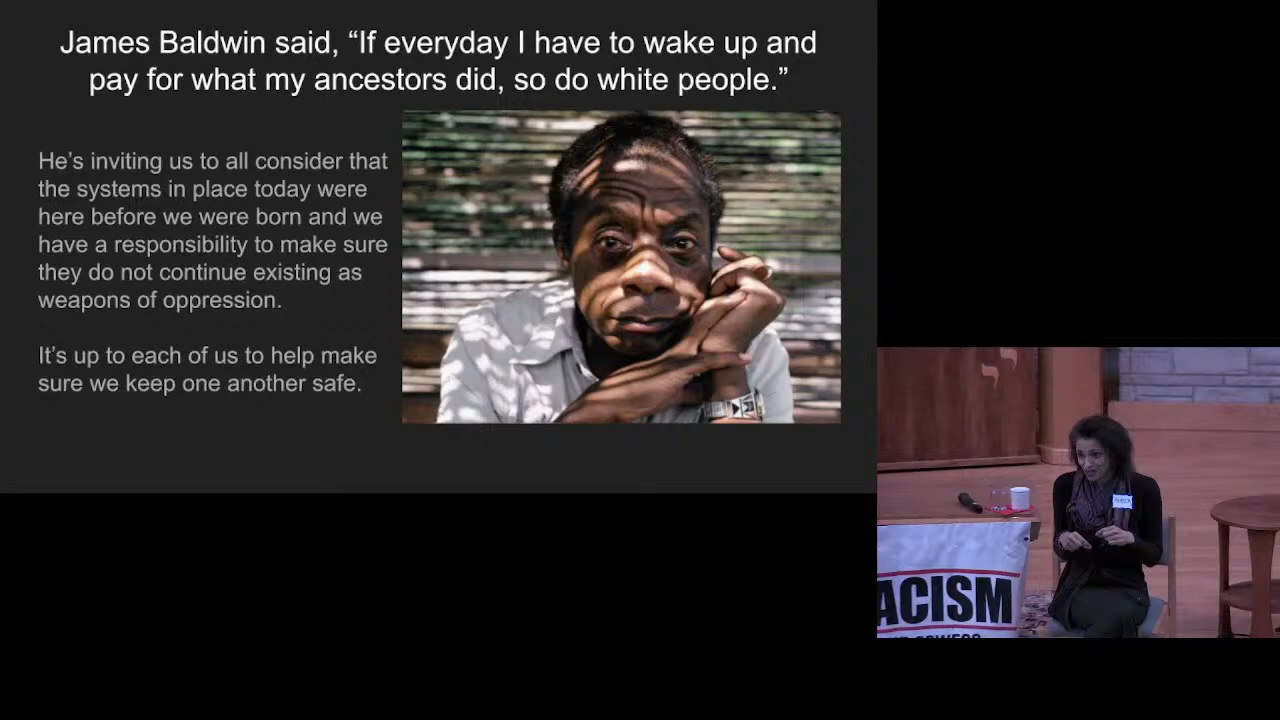 James Baldwin said, “If everyday I have to wake up and
pay for what my ancestors did, so do white people.”
He’s inviting us to all consider that
the systems in place today were
here before we were born and we
have a responsibility to make sure
they do not continue existing as
weapons of oppression.
It’s up to each of us to help make
sure we keep one another safe.
ACISM